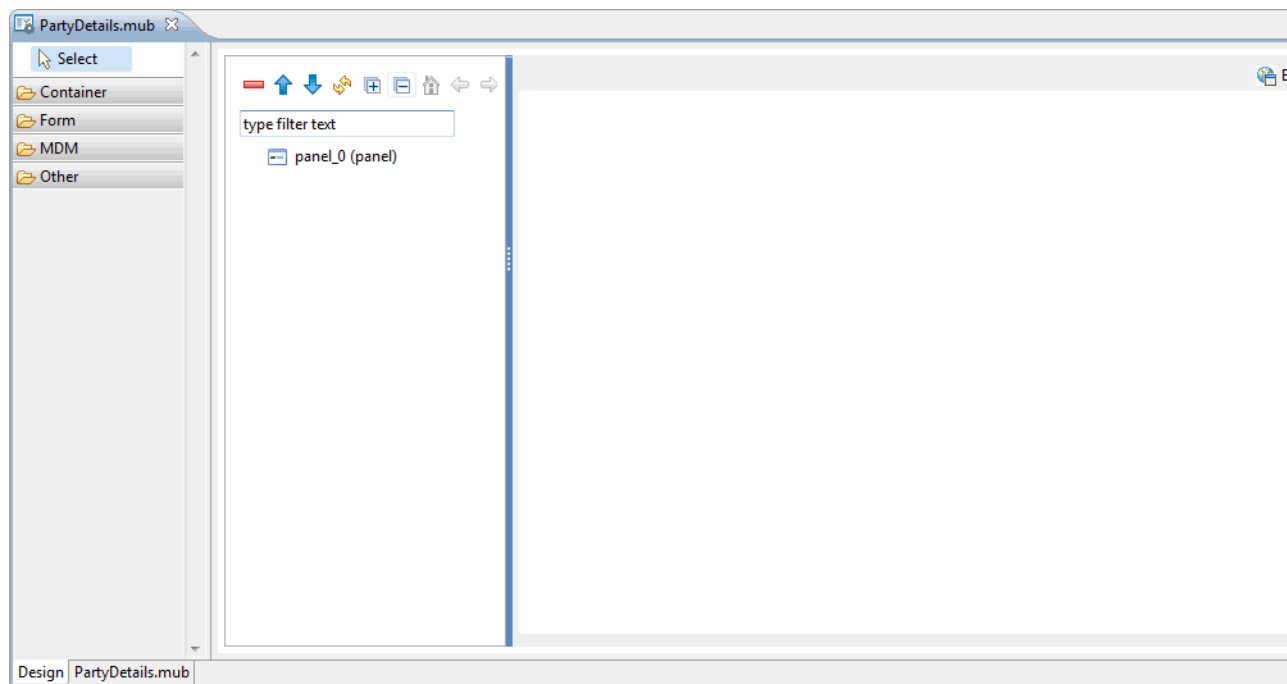 PartyDetails.mub
Select
Container
Form
MDM
Other
type filter text
panel_0 (panel)
Design
PartyDetails.mub